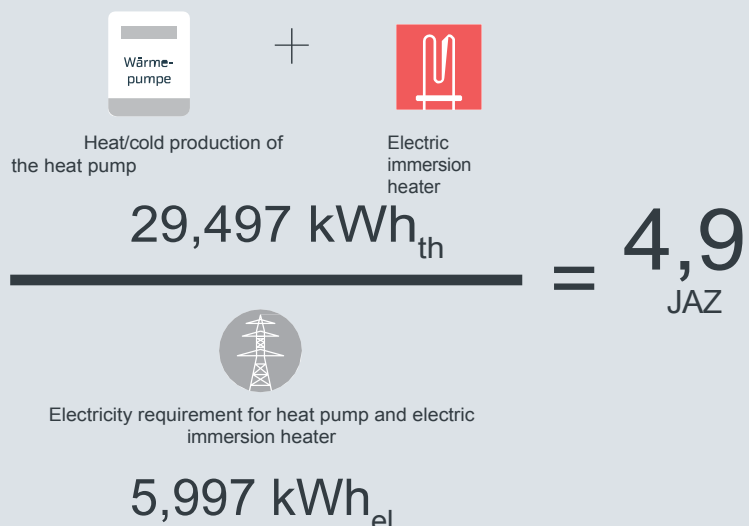 Wärme-
pumpe
Heat/cold production of
the heat pump
Electric
immersion
heater
29,497 kWhth
= 4,9
JAZ
Electricity requirement for heat pump and electric
immersion heater
5,997 kWhel